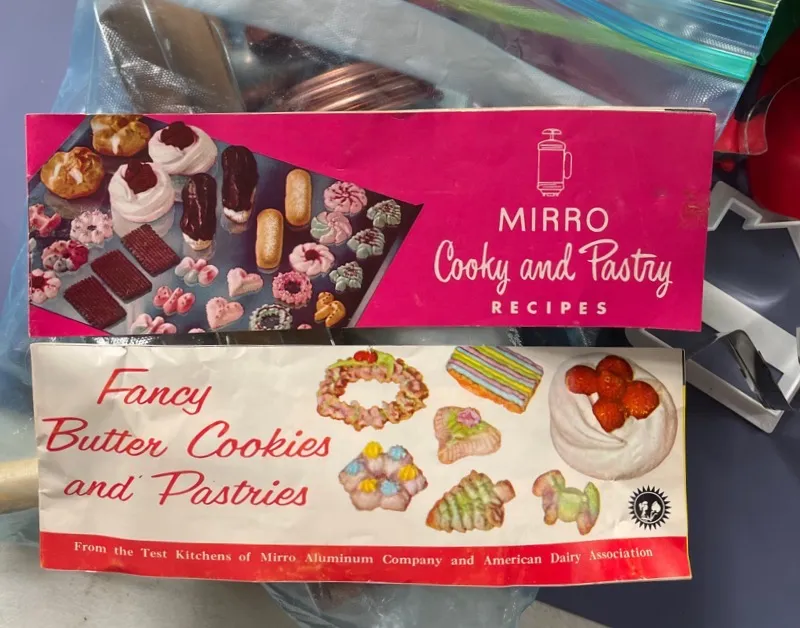 MIRRO
Cooky and Pastry
RECIPES
Fancy
Butter Cookies
and Pastries
From the Test Kitchens of Mirro Aluminum Company and American Dairy Association